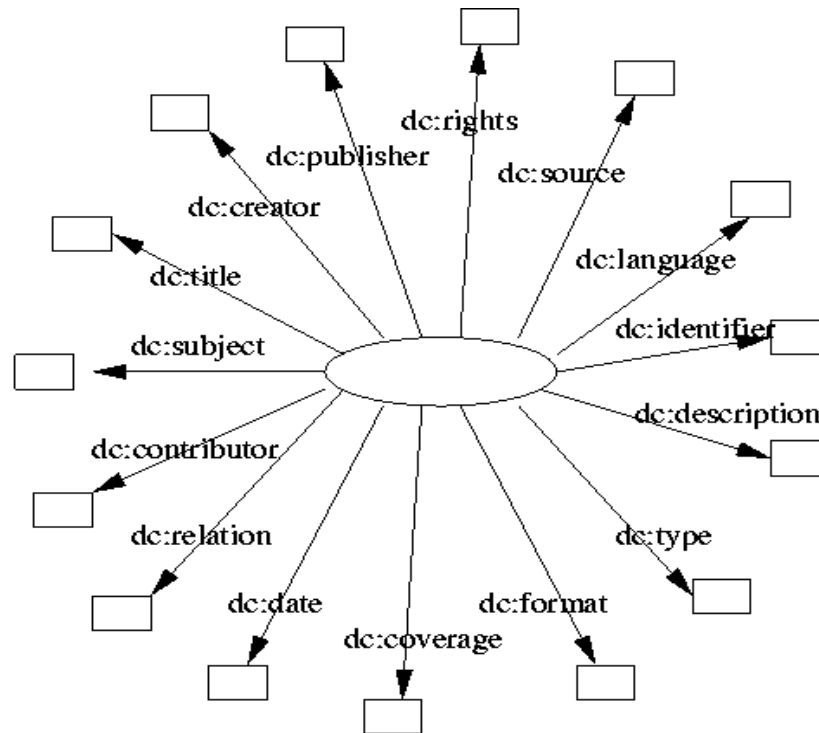 dc:rights
dc:publisher
dc:source
dc:creator
dc:language
dc:title
dc:identifier
dc:subject
dc:description
dc:contributor
dc:relation
dc:type
dc:date
dc:format
dc:coverage